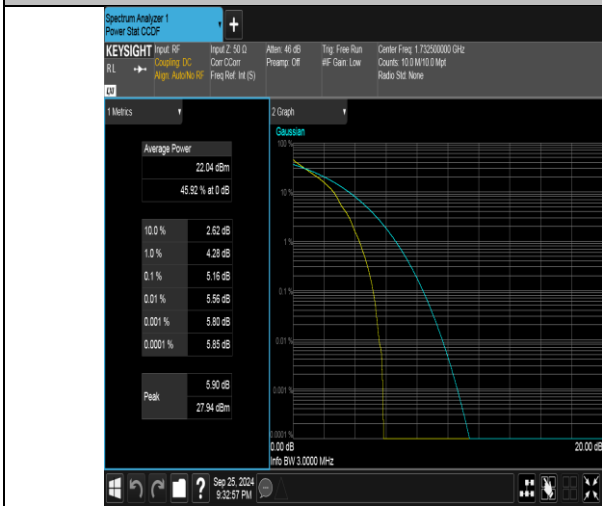 Spectrum Analyzer 1
Power Stat CCDF
+
KEYSIGHT
RL
Input: RF
Coupling: DC
Align: Auto/No RF
Input Z: 50 Ω
Corr CCorr
Freq Ref: Int (S)
Atten: 46 dB
Preamp: Off
Trig: Free Run
#IF Gain: Low
Center Freq: 1.732500000 GHz
Counts: 10.0 M/10.0 Mpt
Radio Std: None
LXI
1 Metrics
Average Power
22.04 dBm
45.92 % at 0 dB
10.0 % 2.62 dB
1.0 % 4.28 dB
0.1 % 5.16 dB
0.01 % 5.56 dB
0.001 % 5.80 dB
0.0001 % 5.85 dB
Peak
5.90 dB
27.94 dBm
2 Graph
Gaussian
100 %
10 %
1 %
0.1 %
0.01 %
0.001 %
0.0001 %
0.00 dB
20.00 dB
Info BW 3.0000 MHz
?
Sep 25, 2024
9:32:57 PM